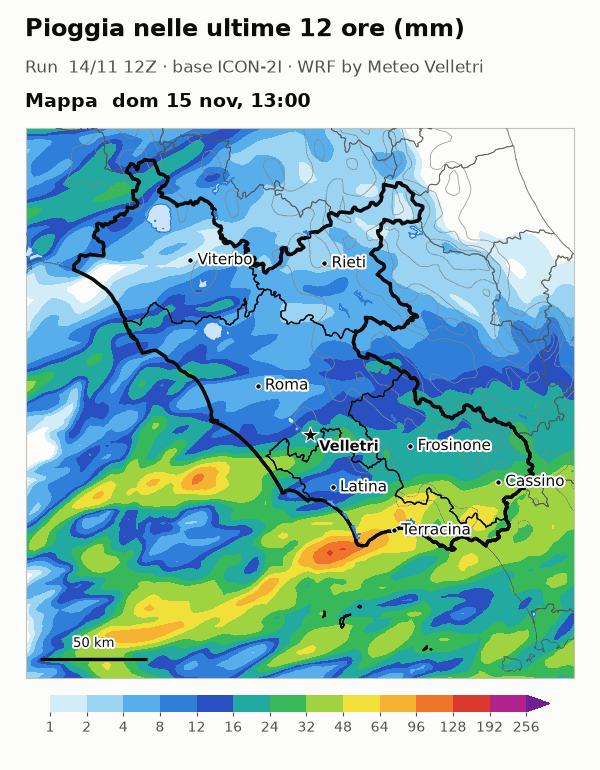 Pioggia nelle ultime 12 ore (mm)
Run 14/11 12Z · base ICON-2I · WRF by Meteo Velletri
Mappa dom 15 nov, 13:00
Viterbo
Rieti
Roma
Velletri
Frosinone
Cassino
Latina
Terracina
50 km
1 2 4 8 12 16 24 32 48 64 96 128 192 256